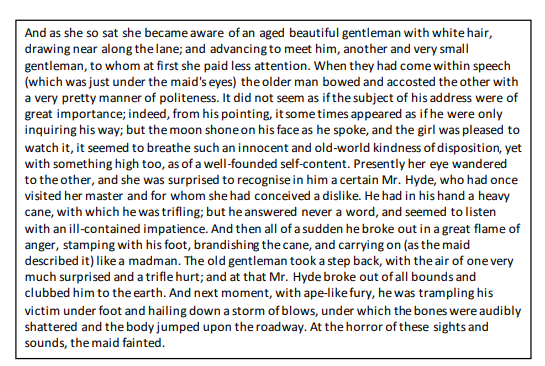 And as she so sat she became aware of an aged beautiful gentleman with white hair,
drawing near along the lane; and advancing to meet him, another and very small
gentleman, to whom at first she paid less attention. When they had come within speech
(which was just under the maid's eyes) the older man bowed and accosted the other with
a very pretty manner of politeness. It did not seem as if the subject of his address were of
great importance; indeed, from his pointing, it some times appeared as if he were only
inquiring his way; but the moon shone on his face as he spoke, and the girl was pleased to
watch it, it seemed to breathe such an innocent and old-world kindness of disposition, yet
with something high too, as of a well-founded self-content. Presently her eye wandered
to the other, and she was surprised to recognise in him a certain Mr. Hyde, who had once
visited her master and for whom she had conceived a dislike. He had in his hand a heavy
cane, with which he was trifling; but he answered never a word, and seemed to listen
with an ill-contained impatience. And then all of a sudden he broke out in a great flame of
anger, stamping with his foot, brandishing the cane, and carrying on (as the maid
described it) like a madman. The old gentleman took a step back, with the air of one very
much surprised and a trifle hurt; and at that Mr. Hyde broke out of all bounds and
clubbed him to the earth. And next moment, with ape-like fury, he was trampling his
victim under foot and hailing down a storm of blows, under which the bones were audibly
shattered and the body jumped upon the roadway. At the horror of these sights and
sounds, the maid fainted.